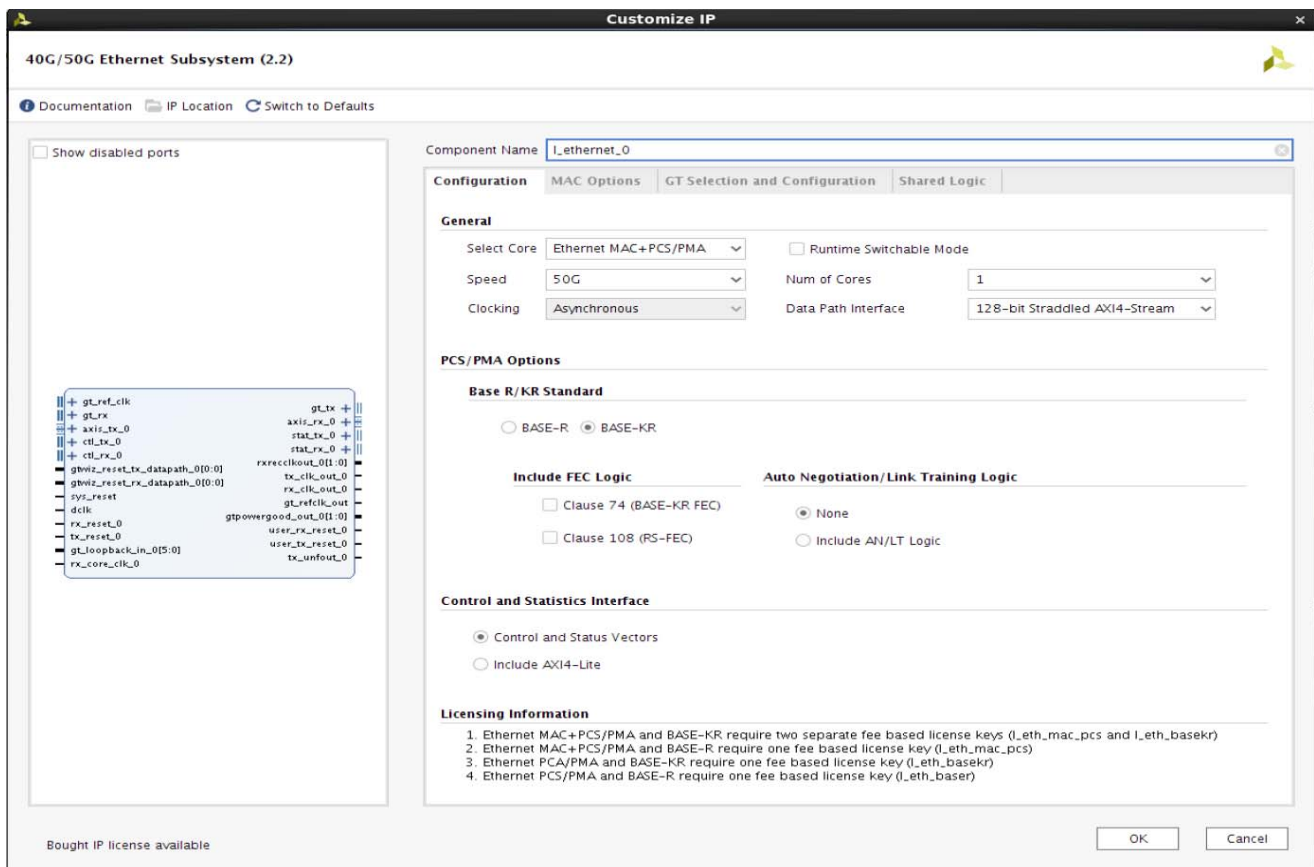 Customize IP
40G/50G Ethernet Subsystem (2.2)
Documentation IP Location Switch to Defaults
Show disabled ports
gt_ref_clk
gt_rx
axis_tx_0
ctl_tx_0
ctl_rx_0
gtwiz_reset_tx_datapath_0[0:0]
gtwiz_reset_rx_datapath_0[0:0]
sys_reset
dclk
rx_reset_0
tx_reset_0
gt_loopback_in_0[5:0]
rx_core_clk_0
gt_tx
axis_rx_0
stat_tx_0
stat_rx_0
rxrecclkout_0[1:0]
tx_clk_out_0
rx_clk_out_0
gt_refclk_out
gtpowergood_out_0[1:0]
user_rx_reset_0
user_tx_reset_0
tx_unfout_0
Component Name l_ethernet_0
Configuration MAC Options GT Selection and Configuration Shared Logic
General
Select Core Ethernet MAC+PCS/PMA Runtime Switchable Mode
Speed 50G Num of Cores 1
Clocking Asynchronous Data Path Interface 128-bit Straddled AXI4-Stream
PCS/PMA Options
Base R/KR Standard
BASE-R BASE-KR
Include FEC Logic Auto Negotiation/Link Training Logic
Clause 74 (BASE-KR FEC) None
Clause 108 (RS-FEC) Include AN/LT Logic
Control and Statistics Interface
Control and Status Vectors
Include AXI4-Lite
Licensing Information
1. Ethernet MAC+PCS/PMA and BASE-KR require two separate fee based license keys (l_eth_mac_pcs and l_eth_basekr)
2. Ethernet MAC+PCS/PMA and BASE-R require one fee based license key (l_eth_mac_pcs)
3. Ethernet PCA/PMA and BASE-KR require one fee based license key (l_eth_basekr)
4. Ethernet PCS/PMA and BASE-R require one fee based license key (l_eth_baser)
Bought IP license available
OK Cancel